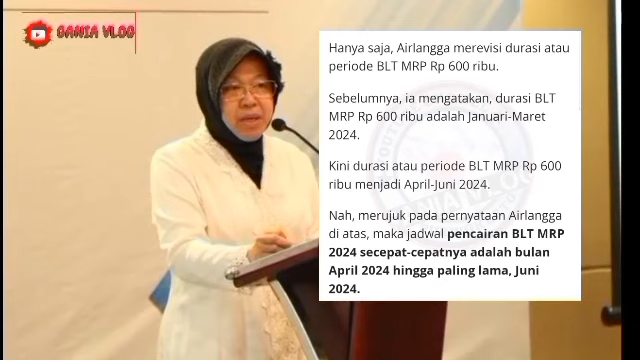 GANIA VLOG
Hanya saja, Airlangga merevisi durasi atau
periode BLT MRP Rp 600 ribu.
Sebelumnya, ia mengatakan, durasi BLT
MRP Rp 600 ribu adalah Januari-Maret
2024.
Kini durasi atau periode BLT MRP Rp 600
ribu menjadi April-Juni 2024.
Nah, merujuk pada pernyataan Airlangga
di atas, maka jadwal pencairan BLT MRP
2024 secepat-cepatnya adalah bulan
April 2024 hingga paling lama, Juni
2024.